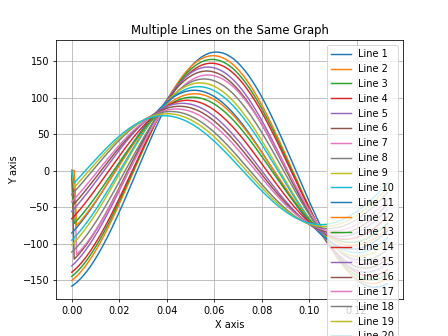 Multiple Lines on the Same Graph
Y axis
150
100
50
0
−50
−100
−150
0.00
0.02
0.04
0.06
0.08
0.10
X axis
Line 1
Line 2
Line 3
Line 4
Line 5
Line 6
Line 7
Line 8
Line 9
Line 10
Line 11
Line 12
Line 13
Line 14
Line 15
Line 16
Line 17
Line 18
Line 19
Line 20